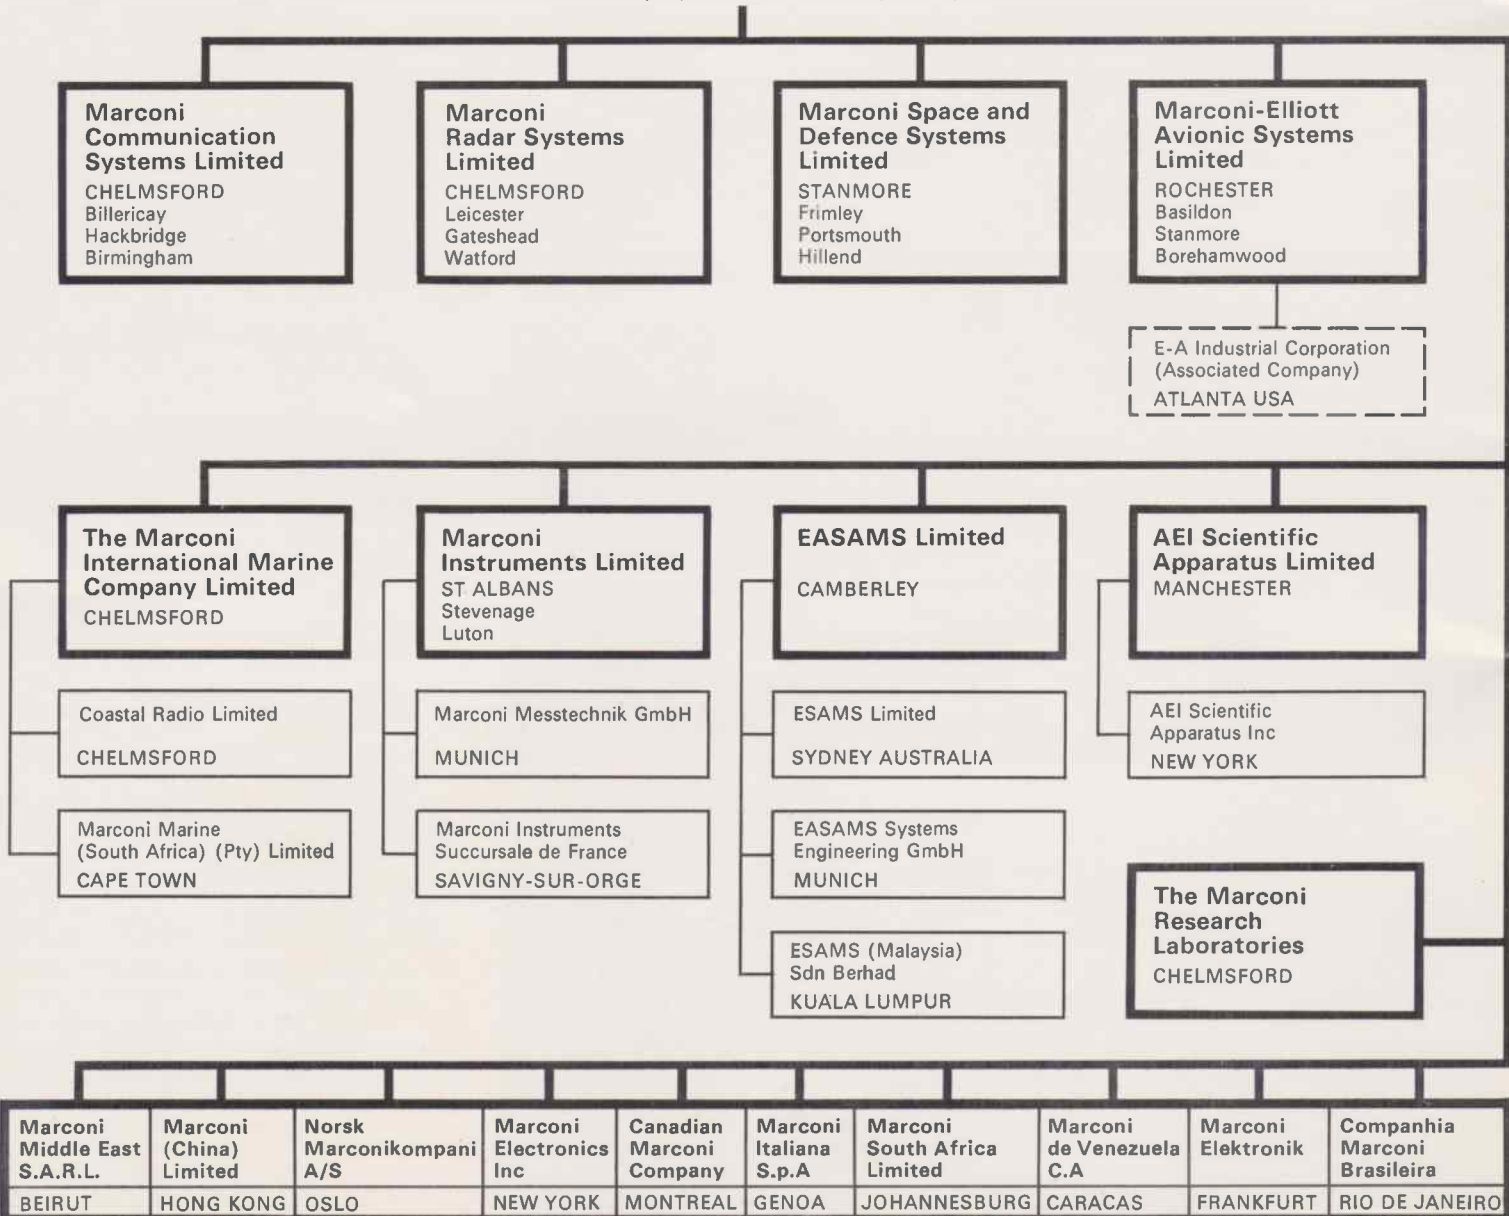 Marconi
Communication
Systems Limited
CHELMSFORD
Billericay
Hackbridge
Birmingham
Marconi
Radar Systems
Limited
CHELMSFORD
Leicester
Gateshead
Watford
Marconi Space and
Defence Systems
Limited
STANMORE
Frimley
Portsmouth
Hillend
Marconi-Elliott
Avionic Systems
Limited
ROCHESTER
Basildon
Stanmore
Borehamwood
E-A Industrial Corporation
(Associated Company)
ATLANTA USA
The Marconi
International Marine
Company Limited
CHELMSFORD
Coastal Radio Limited
CHELMSFORD
Marconi Marine
(South Africa) (Pty) Limited
CAPE TOWN
Marconi
Instruments Limited
ST ALBANS
Stevenage
Luton
Marconi Messtechnik GmbH
MUNICH
Marconi Instruments
Succursale de France
SAVIGNY-SUR-ORGE
EASAMS Limited
CAMBERLEY
ESAMS Limited
SYDNEY AUSTRALIA
EASAMS Systems
Engineering GmbH
MUNICH
ESAMS (Malaysia)
Sdn Berhad
KUALA LUMPUR
AEI Scientific
Apparatus Limited
MANCHESTER
AEI Scientific
Apparatus Inc
NEW YORK
The Marconi
Research
Laboratories
CHELMSFORD
Marconi
Middle East
S.A.R.L.
BEIRUT
Marconi
(China)
Limited
HONG KONG
Norsk
Marconikompani
A/S
OSLO
Marconi
Electronics
Inc
NEW YORK
Canadian
Marconi
Company
MONTREAL
Marconi
Italiana
S.p.A
GENOA
Marconi
South Africa
Limited
JOHANNESBURG
Marconi
de Venezuela
C.A
CARACAS
Marconi
Elektronik
FRANKFURT
Companhia
Marconi
Brasileira
RIO DE JANEIRO